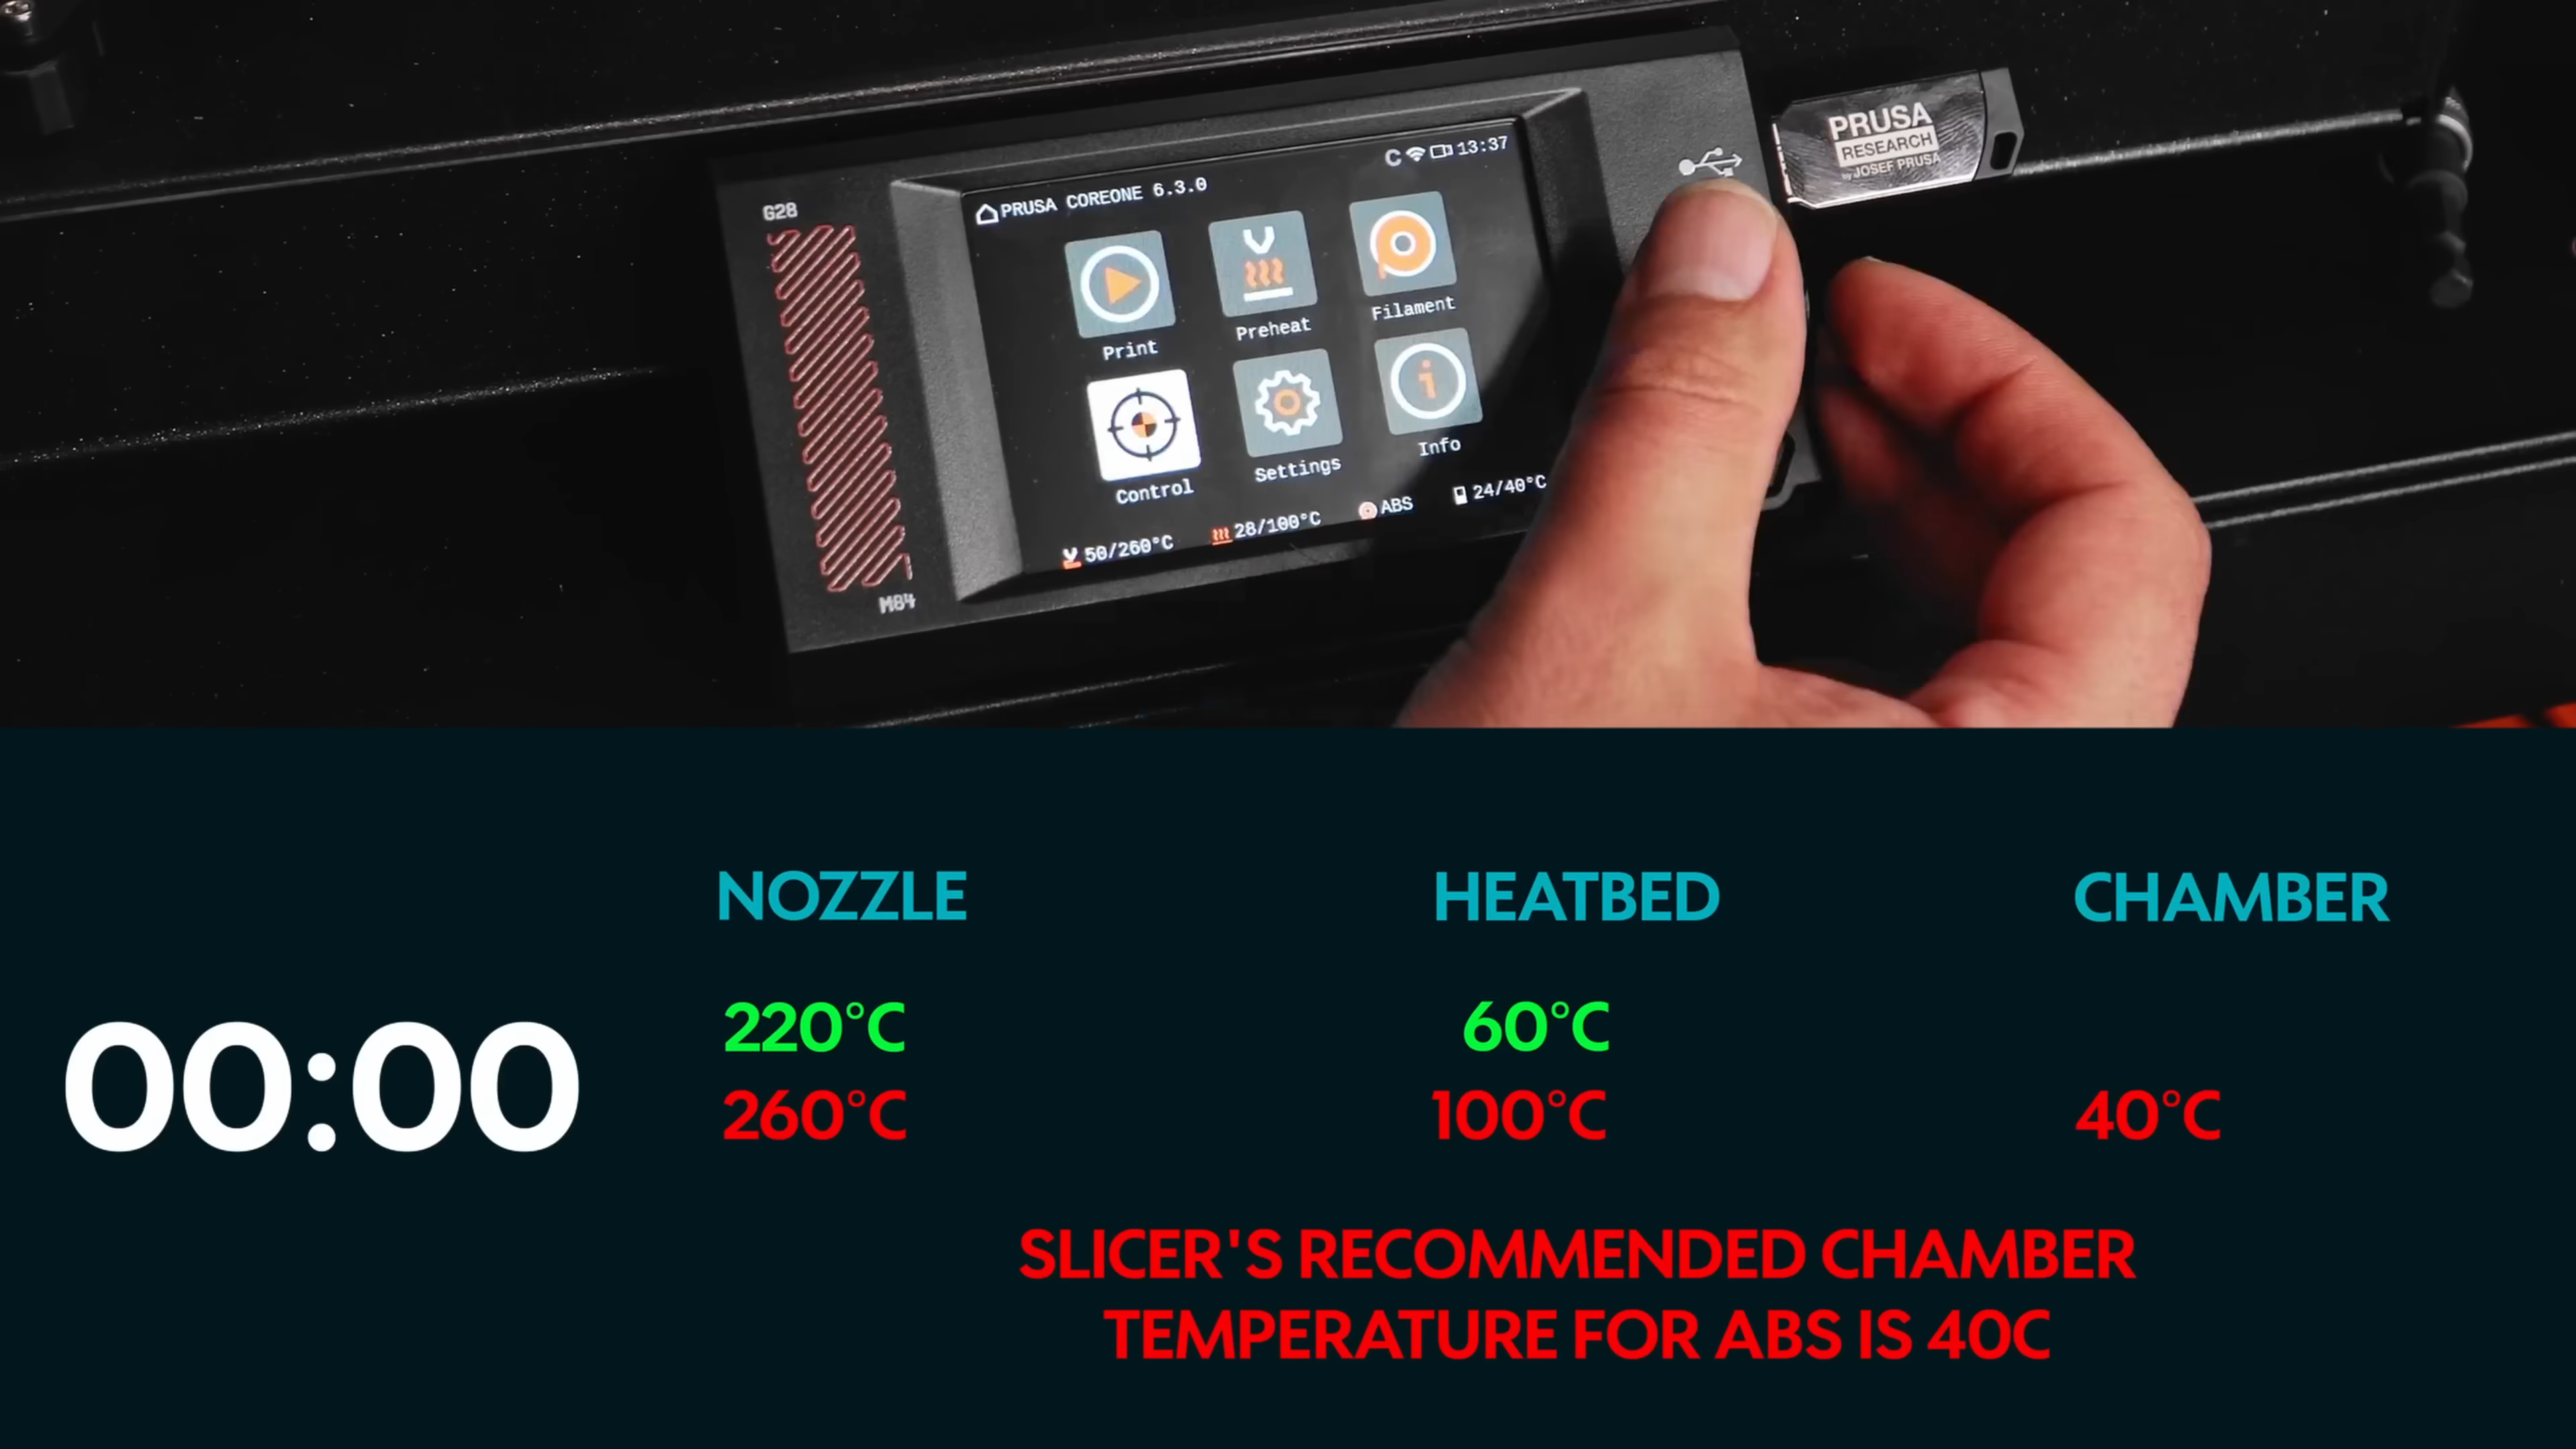 PRUSA
RESEARCH
by JOSEF PRUSA
C 13:37
PRUSA COREONE 6.3.0
G28
Print
Preheat
Filament
Control
Settings
Info
50/260°C
28/100°C
ABS
24/40°C
M84
NOZZLE
HEATBED
CHAMBER
00:00
220°C
60°C
260°C
100°C
40°C
SLICER'S RECOMMENDED CHAMBER
TEMPERATURE FOR ABS IS 40C